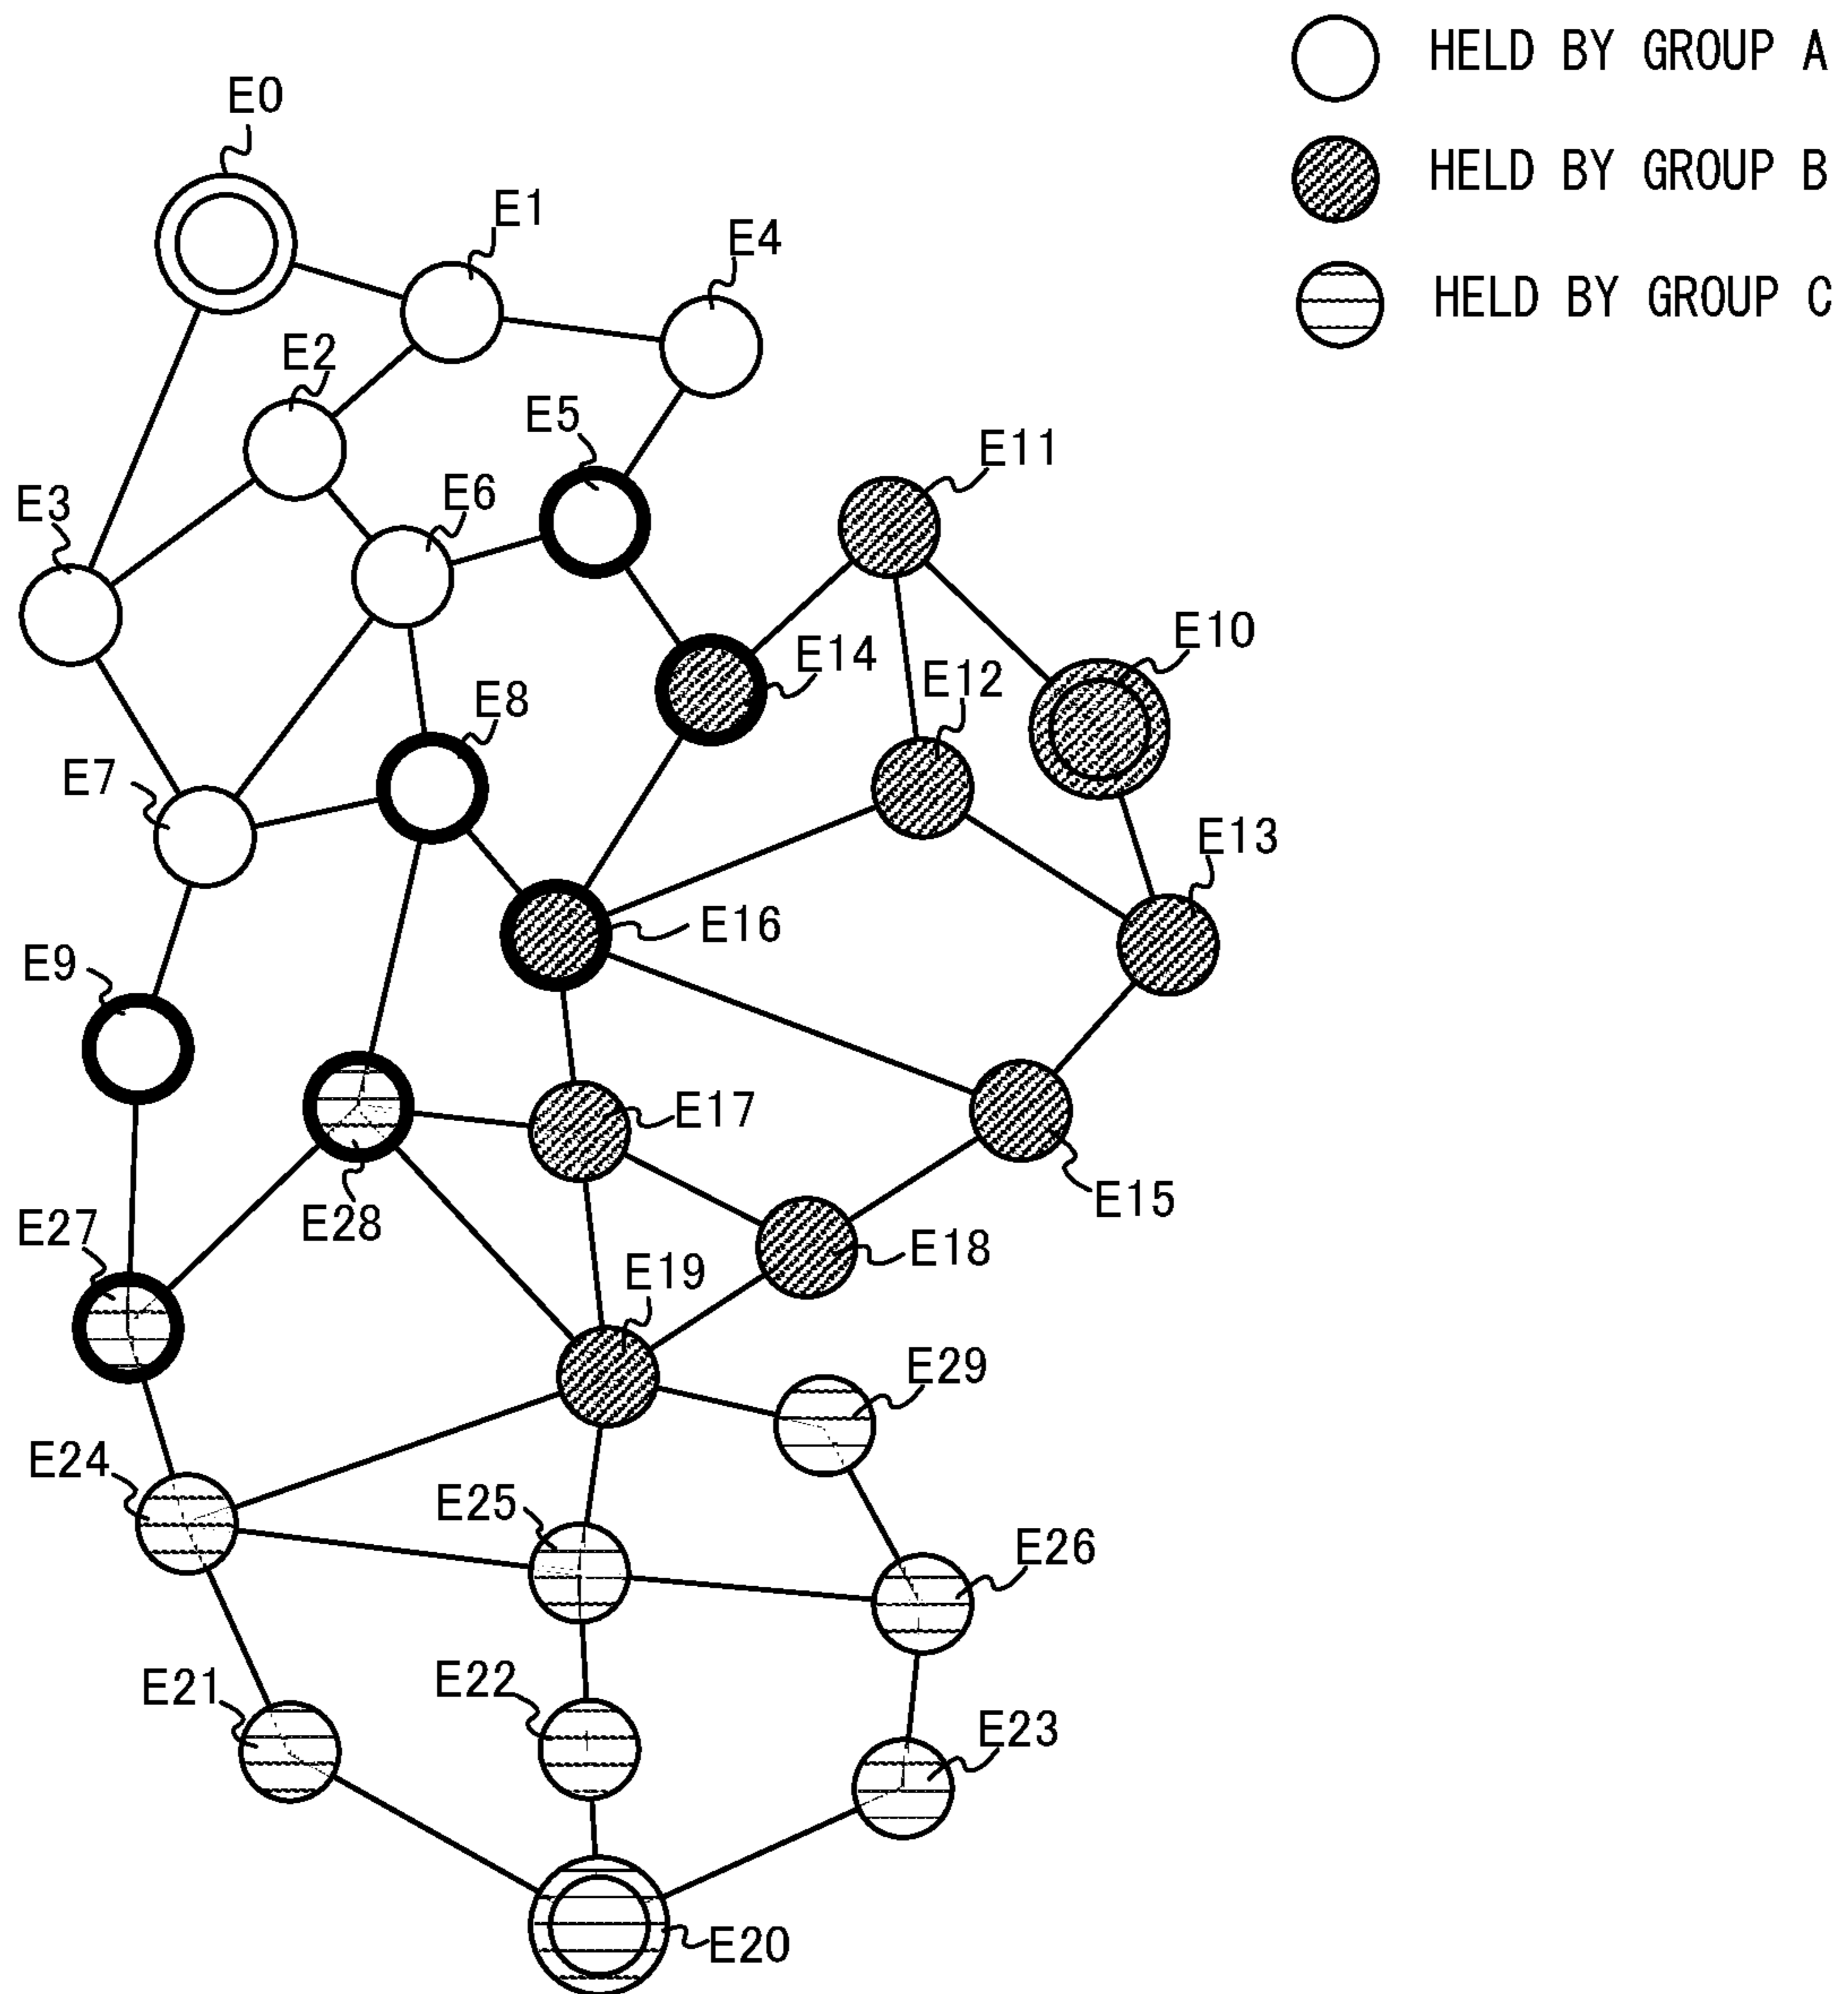 HELD BY GROUP A
HELD BY GROUP B
HELD BY GROUP C
E0
E1
E4
E2
E5
E11
E3
E6
E10
E14
E12
E8
E7
E13
E16
E9
E17
E15
E28
E27
E18
E19
E29
E24
E25
E26
E22
E21
E23
E20